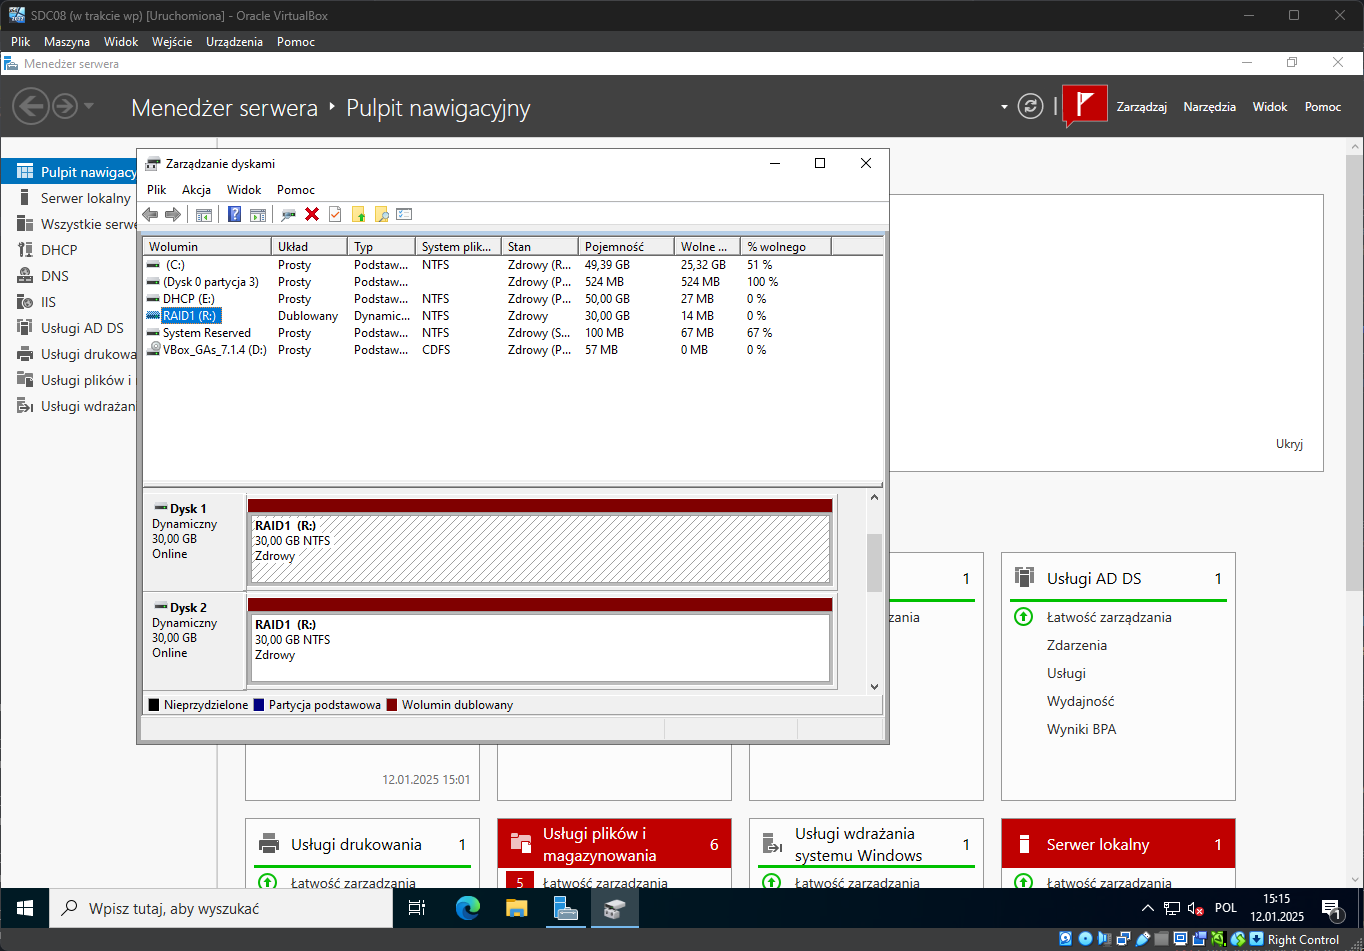 SDC08 (w trakcie wp) [Uruchomiona] - Oracle VirtualBox
Plik Maszyna Widok Wejście Urządzenia Pomoc
Menedżer serwera
Menedżer serwera Pulpit nawigacyjny
Zarządzaj Narzędzia Widok Pomoc
Pulpit nawigacy
Serwer lokalny
Wszystkie serwe
DHCP
DNS
IIS
Usługi AD DS
Usługi drukowa
Usługi plików i
Usługi wdrażan
Zarządzanie dyskami
Plik Akcja Widok Pomoc
Wolumin Układ Typ System plik... Stan Pojemność Wolne ... % wolnego
(C:) Prosty Podstaw... NTFS Zdrowy (R... 49,39 GB 25,32 GB 51 %
(Dysk 0 partycja 3) Prosty Podstaw... Zdrowy (P... 524 MB 524 MB 100 %
DHCP (E:) Prosty Podstaw... NTFS Zdrowy (P... 50,00 GB 27 MB 0 %
RAID1 (R:) Dublowany Dynamic... NTFS Zdrowy 30,00 GB 14 MB 0 %
System Reserved Prosty Podstaw... NTFS Zdrowy (S... 100 MB 67 MB 67 %
VBox_GAs_7.1.4 (D:) Prosty Podstaw... CDFS Zdrowy (P... 57 MB 0 MB 0 %
Dysk 1
Dynamiczny
30,00 GB
Online
RAID1 (R:)
30,00 GB NTFS
Zdrowy
Dysk 2
Dynamiczny
30,00 GB
Online
RAID1 (R:)
30,00 GB NTFS
Zdrowy
Nieprzydzielone Partycja podstawowa Wolumin dublowany
Ukryj
1
zania
Usługi AD DS 1
Łatwość zarządzania
Zdarzenia
Usługi
Wydajność
Wyniki BPA
12.01.2025 15:01
Usługi drukowania 1
Łatwość zarządzania
Usługi plików i
magazynowania 6
5 Łatwość zarządzania
Usługi wdrażania
systemu Windows 1
Łatwość zarządzania
Serwer lokalny 1
Łatwość zarządzania
Wpisz tutaj, aby wyszukać
POL
15:15
12.01.2025
1
Right Control